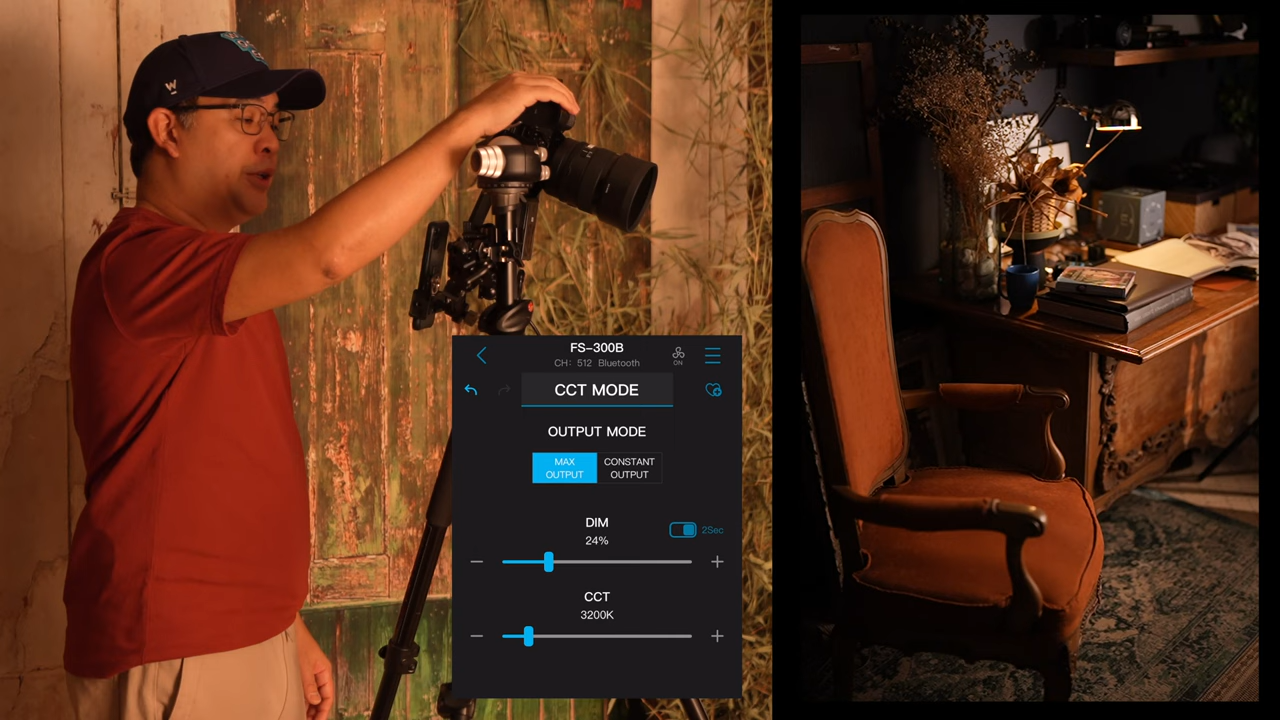 W
FS-300B
CH: 512 Bluetooth
ON
CCT MODE
OUTPUT MODE
MAX OUTPUT
CONSTANT OUTPUT
DIM
24%
2Sec
CCT
3200K